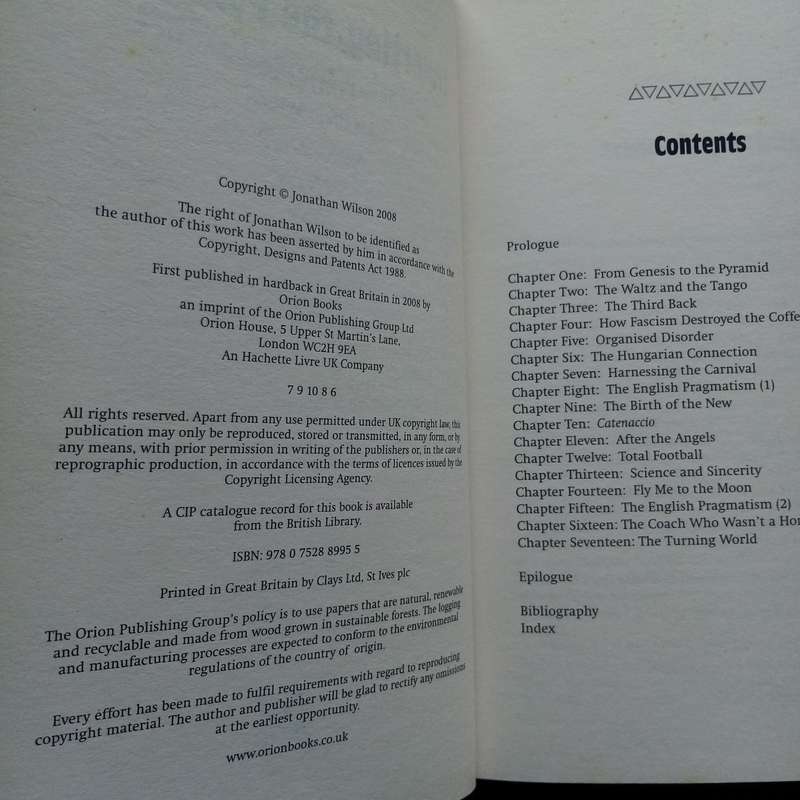 Copyright © Jonathan Wilson 2008
The right of Jonathan Wilson to be identified as
the author of this work has been asserted by him in accordance with the
Copyright, Designs and Patents Act 1988.
First published in hardback in Great Britain in 2008 by
Orion Books
an imprint of the Orion Publishing Group Ltd
Orion House, 5 Upper St Martin's Lane,
London WC2H 9EA
An Hachette Livre UK Company
7 9 10 8 6
All rights reserved. Apart from any use permitted under UK copyright law, this
publication may only be reproduced, stored or transmitted, in any form, or by
any means, with prior permission in writing of the publishers or, in the case of
reprographic production, in accordance with the terms of licences issued by the
Copyright Licensing Agency.
A CIP catalogue record for this book is available
from the British Library.
ISBN: 978 0 7528 8995 5
Printed in Great Britain by Clays Ltd, St Ives plc
The Orion Publishing Group's policy is to use papers that are natural, renewable
and recyclable and made from wood grown in sustainable forests. The logging
and manufacturing processes are expected to conform to the environmental
regulations of the country of origin.
Every effort has been made to fulfil requirements with regard to reproducing
copyright material. The author and publisher will be glad to rectify any omissions
at the earliest opportunity.
www.orionbooks.co.uk
Contents
Prologue
Chapter One: From Genesis to the Pyramid
Chapter Two: The Waltz and the Tango
Chapter Three: The Third Back
Chapter Four: How Fascism Destroyed the Coffe
Chapter Five: Organised Disorder
Chapter Six: The Hungarian Connection
Chapter Seven: Harnessing the Carnival
Chapter Eight: The English Pragmatism (1)
Chapter Nine: The Birth of the New
Chapter Ten: Catenaccio
Chapter Eleven: After the Angels
Chapter Twelve: Total Football
Chapter Thirteen: Science and Sincerity
Chapter Fourteen: Fly Me to the Moon
Chapter Fifteen: The English Pragmatism (2)
Chapter Sixteen: The Coach Who Wasn't a Hor
Chapter Seventeen: The Turning World
Epilogue
Bibliography
Index